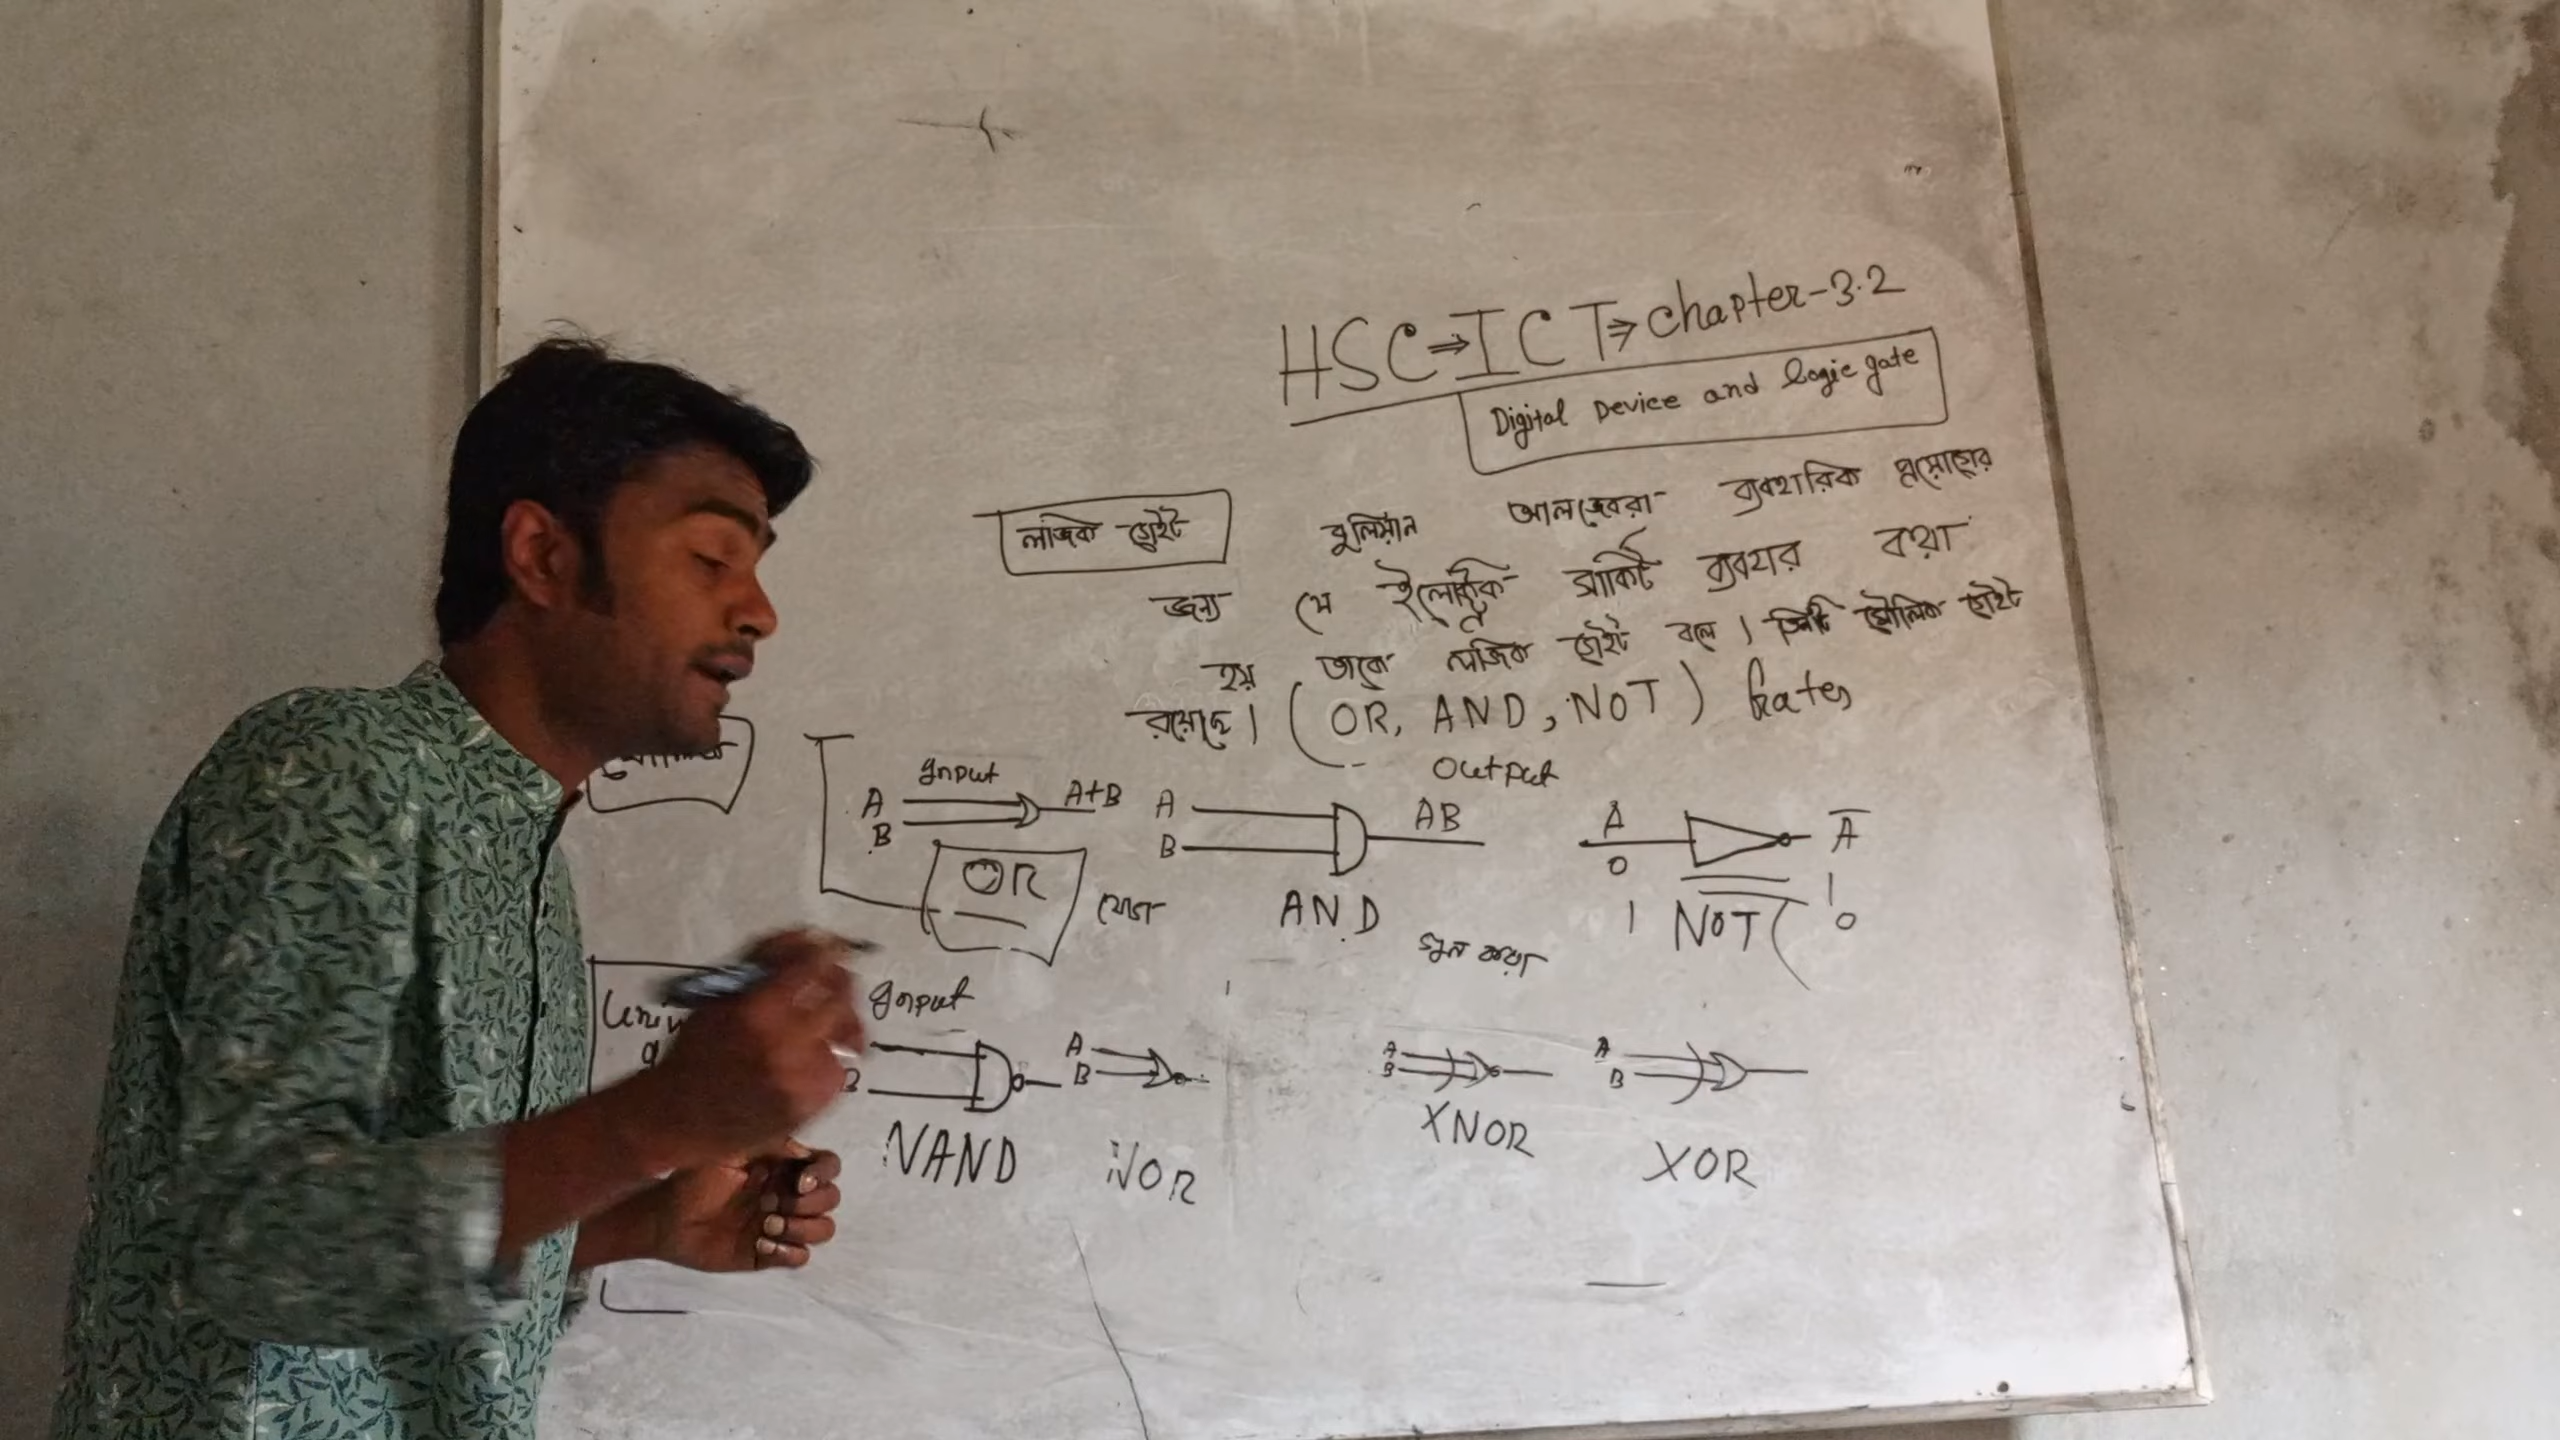 HSC ⇒ ICT ⇒ Chapter-3.2
Digital Device and Logic gate
লজিক গেইট
বুলিয়ান আলজেবরা ব্যবহারিক প্রয়োগের
জন্য যে ইলেকট্রিক সার্কিট ব্যবহার করা
হয় তাকে লজিক গেইট বলে। তিনটি মৌলিক গেইট
রয়েছে। (OR, AND, NOT) Gates
Input Output
A A+B A AB A A̅
B B 0 1
OR যোগ AND 1 NOT ( 0
গুন করা
Input
A A A
B B B B
NAND NOR XNOR XOR